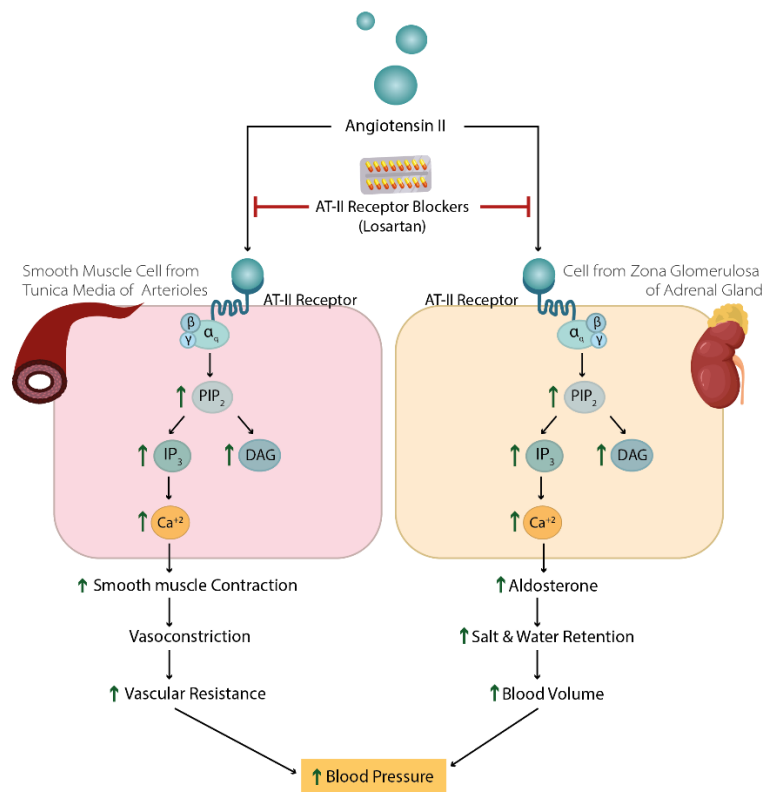 Angiotensin II
AT-II Receptor Blockers
(Losartan)
Smooth Muscle Cell from
Tunica Media of Arterioles
Cell from Zona Glomerulosa
of Adrenal Gland
AT-II Receptor
AT-II Receptor
β
γ
αq
β
γ
αq
↑ PIP₂
↑ PIP₂
↑ IP₃
↑ DAG
↑ IP₃
↑ DAG
↑ Ca⁺²
↑ Ca⁺²
↑ Smooth muscle Contraction
↑ Aldosterone
Vasoconstriction
↑ Salt & Water Retention
↑ Vascular Resistance
↑ Blood Volume
↑ Blood Pressure